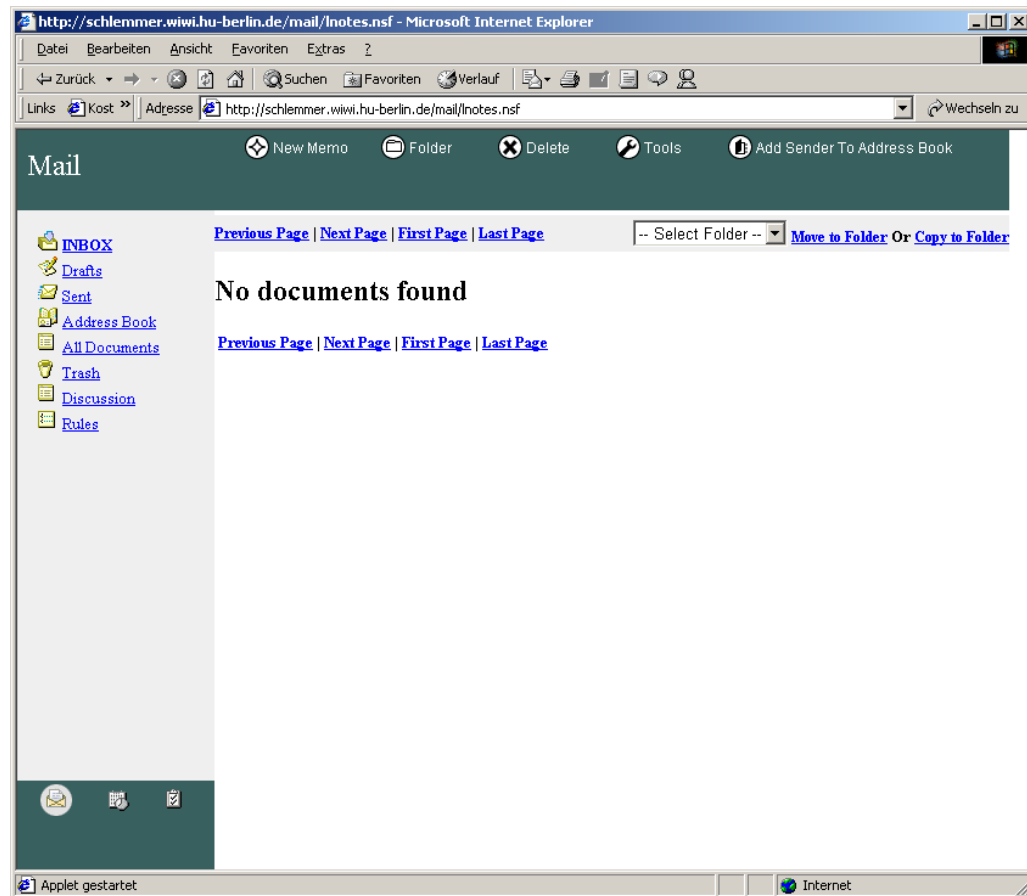 http://schlemmer.wiwi.hu-berlin.de/mail/lnotes.nsf - Microsoft Internet Explorer
Datei Bearbeiten Ansicht Favoriten Extras ?
Zurück Suchen Favoriten Verlauf
Links Kost » Adresse http://schlemmer.wiwi.hu-berlin.de/mail/lnotes.nsf Wechseln zu
Mail
New Memo Folder Delete Tools Add Sender To Address Book
Previous Page | Next Page | First Page | Last Page -- Select Folder -- Move to Folder Or Copy to Folder
INBOX
Drafts
Sent
Address Book
All Documents
Trash
Discussion
Rules
No documents found
Previous Page | Next Page | First Page | Last Page
Applet gestartet Internet